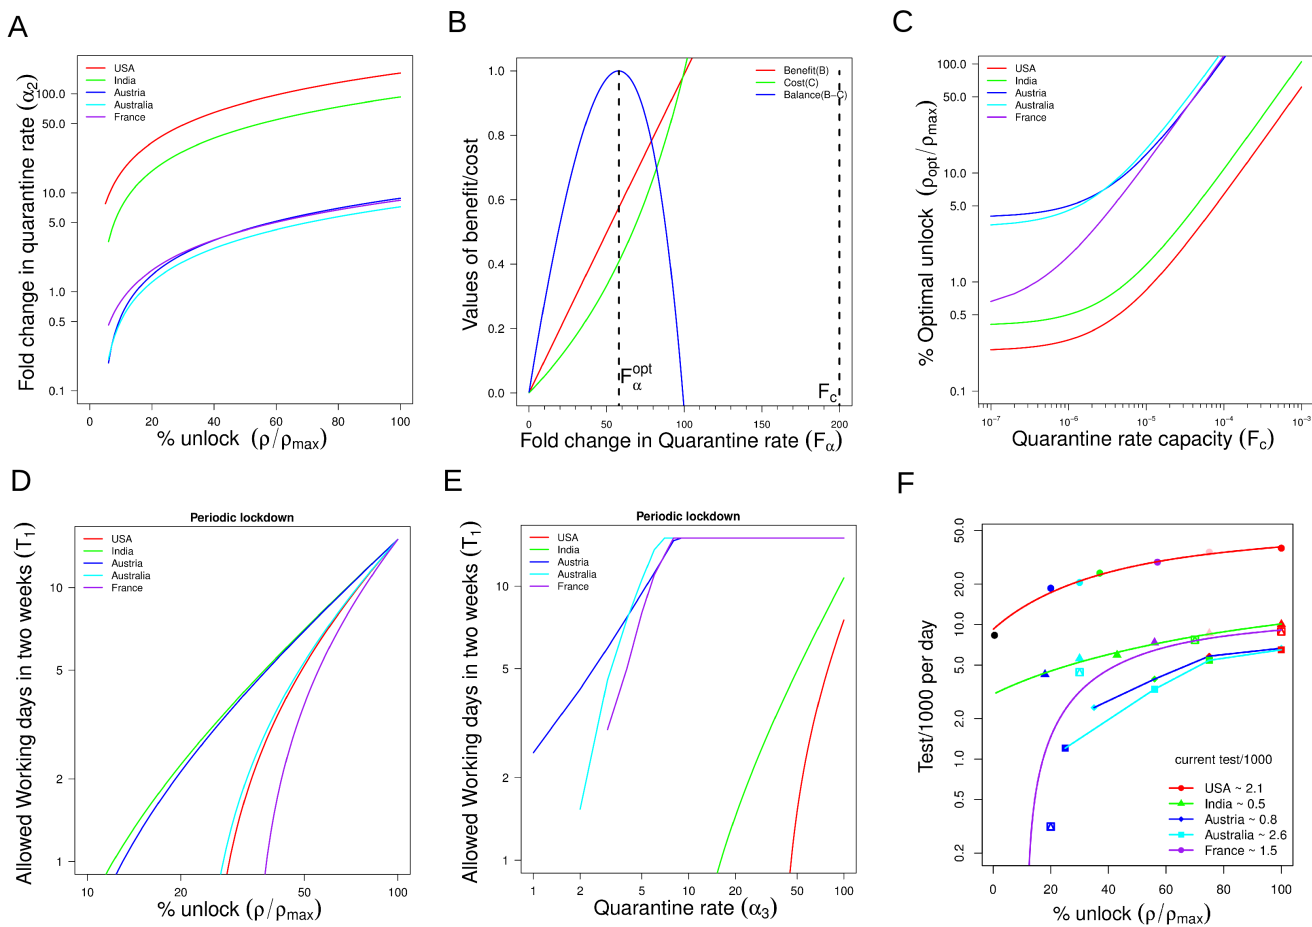 A
Fold change in quarantine rate (α2)
100.0
50.0
10.0
5.0
1.0
0.5
0.1
USA
India
Austria
Australia
France
0 20 40 60 80 100
% unlock (ρ/ρmax)
B
Values of benefit/cost
1.0
0.8
0.6
0.4
0.2
0.0
Benefit(B)
Cost(C)
Balance(B−C)
Fαopt
Fc
0 50 100 150 200
Fold change in Quarantine rate (Fα)
C
% Optimal unlock (ρopt/ρmax)
100.0
50.0
10.0
5.0
1.0
0.5
0.1
USA
India
Austria
Australia
France
10−7 10−6 10−5 10−4 10−3
Quarantine rate capacity (Fc)
D
Periodic lockdown
Allowed Working days in two weeks (T1)
10
5
2
1
USA
India
Austria
Australia
France
10 20 50 100
% unlock (ρ/ρmax)
E
Periodic lockdown
Allowed Working days in two weeks (T1)
10
5
2
1
USA
India
Austria
Australia
France
1 2 5 10 20 50 100
Quarantine rate (α3)
F
Test/1000 per day
50.0
20.0
10.0
5.0
2.0
1.0
0.5
0.2
current test/1000
USA ~ 2.1
India ~ 0.5
Austria ~ 0.8
Australia ~ 2.6
France ~ 1.5
0 20 40 60 80 100
% unlock (ρ/ρmax)